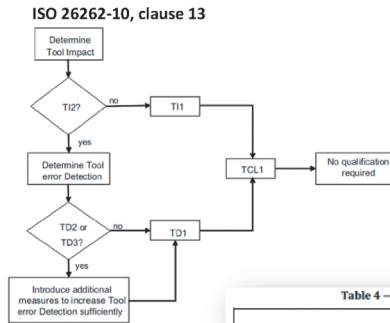 ISO 26262-10, clause 13
Determine
Tool Impact
TI2?
no
TI1
yes
Determine Tool
error Detection
TCL1
No qualification
required
TD2 or
TD3?
no
TD1
yes
Introduce additional
measures to increase Tool
error Detection sufficiently
Table 4 –